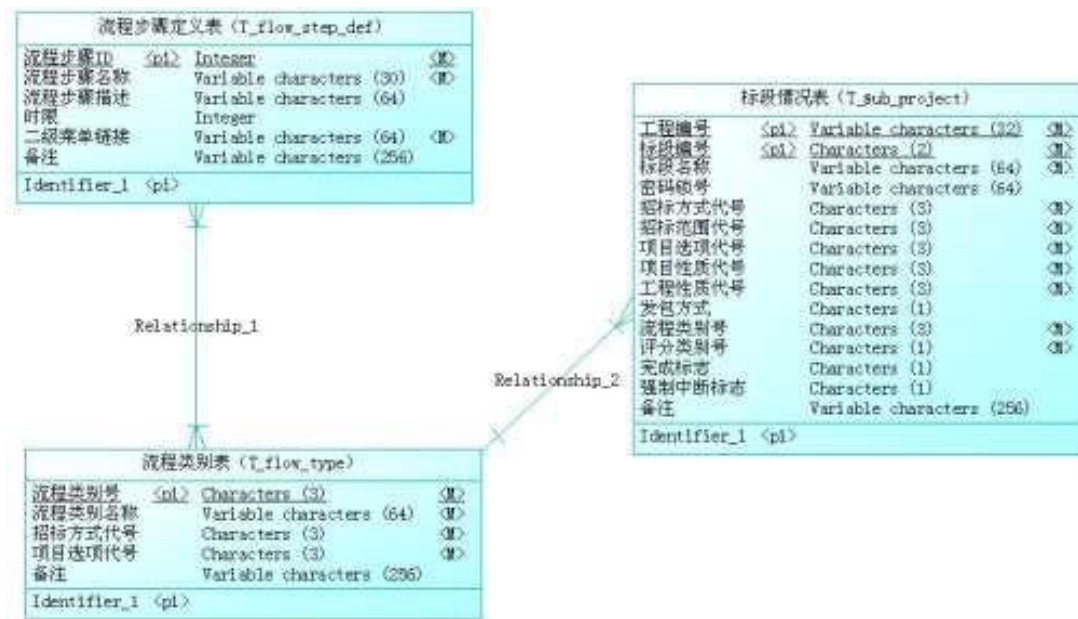 流程步骤定义表 (T_flow_step_def)
流程步骤ID <pi> Integer <M>
流程步骤名称 Variable characters (30) <M>
流程步骤描述 Variable characters (64)
时限 Integer
二级菜单链接 Variable characters (64) <M>
备注 Variable characters (256)
Identifier_1 <pi>
标段情况表 (T_sub_project)
工程编号 <pi> Variable characters (32) <M>
标段编号 <pi> Characters (2) <M>
标段名称 Variable characters (64) <M>
密码锁号 Variable characters (64)
招标方式代号 Characters (3) <M>
招标范围代号 Characters (3) <M>
项目选项代号 Characters (3) <M>
项目性质代号 Characters (3) <M>
工程性质代号 Characters (3) <M>
发包方式 Characters (1)
流程类别号 Characters (3) <M>
评分类别号 Characters (1) <M>
完成标志 Characters (1)
强制中断标志 Characters (1)
备注 Variable characters (256)
Identifier_1 <pi>
Relationship_1
Relationship_2
流程类别表 (T_flow_type)
流程类别号 <pi> Characters (3) <M>
流程类别名称 Variable characters (64) <M>
招标方式代号 Characters (3) <M>
项目选项代号 Characters (3) <M>
备注 Variable characters (256)
Identifier_1 <pi>